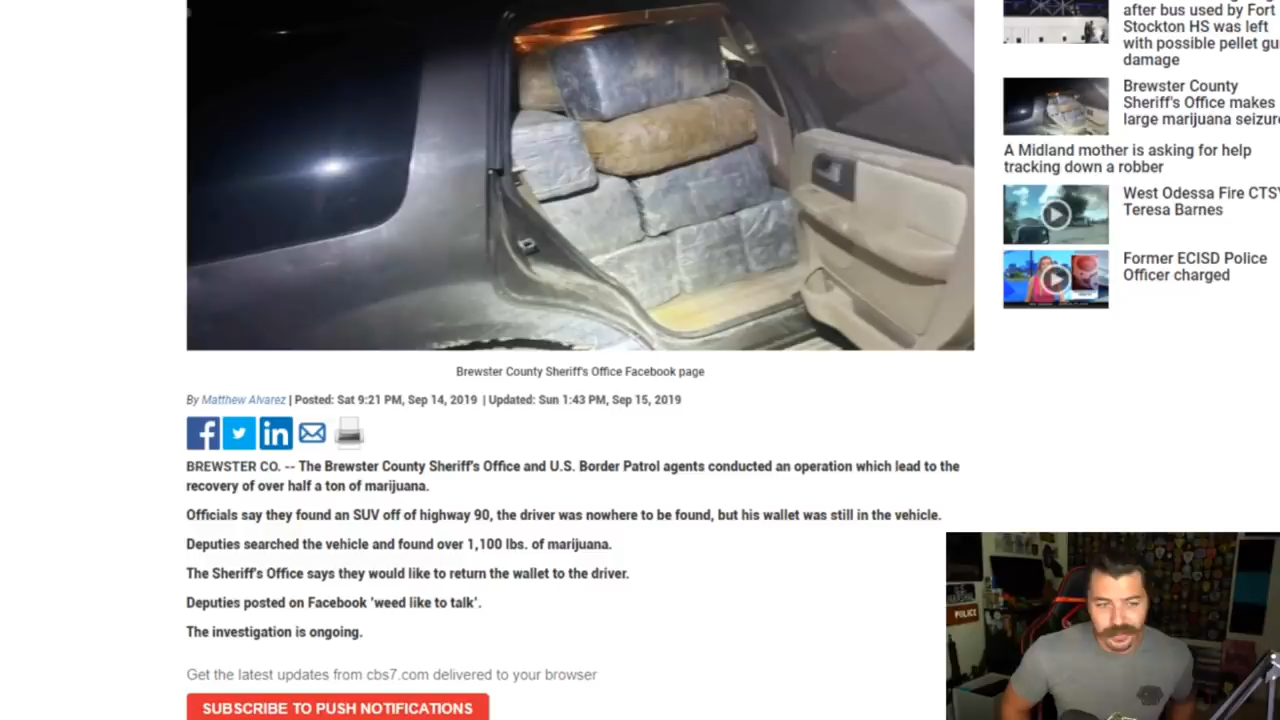 after bus used by Fort
Stockton HS was left
with possible pellet gu
damage
Brewster County
Sheriff's Office makes
large marijuana seizur
A Midland mother is asking for help
tracking down a robber
West Odessa Fire CTSV
Teresa Barnes
Former ECISD Police
Officer charged
Brewster County Sheriff's Office Facebook page
By Matthew Alvarez | Posted: Sat 9:21 PM, Sep 14, 2019 | Updated: Sun 1:43 PM, Sep 15, 2019
BREWSTER CO. -- The Brewster County Sheriff's Office and U.S. Border Patrol agents conducted an operation which lead to the
recovery of over half a ton of marijuana.
Officials say they found an SUV off of highway 90, the driver was nowhere to be found, but his wallet was still in the vehicle.
Deputies searched the vehicle and found over 1,100 lbs. of marijuana.
The Sheriff's Office says they would like to return the wallet to the driver.
Deputies posted on Facebook 'weed like to talk'.
The investigation is ongoing.
Get the latest updates from cbs7.com delivered to your browser
SUBSCRIBE TO PUSH NOTIFICATIONS
POLICE